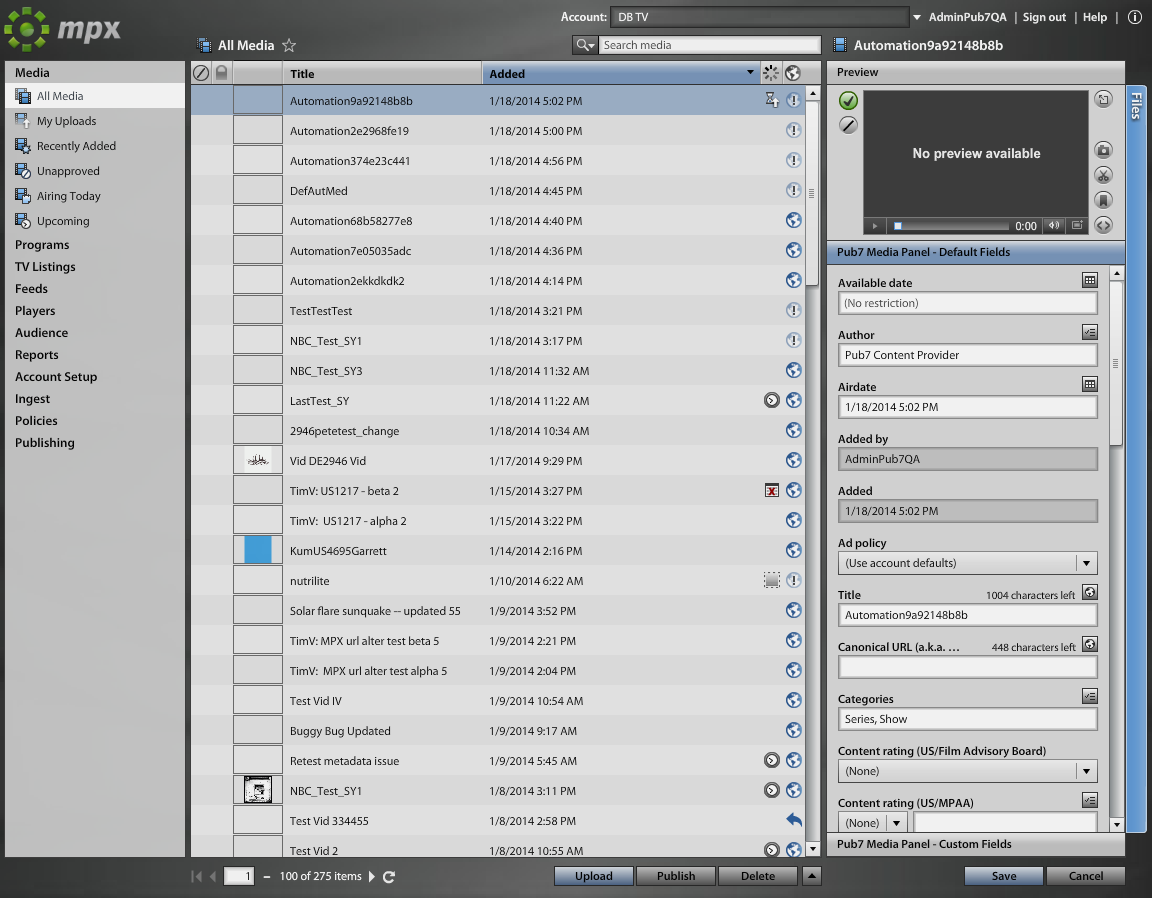 mpx
Account: DB TV AdminPub7QA | Sign out | Help |
All Media
Search media
Automation9a92148b8b
Media
All Media
My Uploads
Recently Added
Unapproved
Airing Today
Upcoming
Programs
TV Listings
Feeds
Players
Audience
Reports
Account Setup
Ingest
Policies
Publishing
Title Added
Automation9a92148b8b 1/18/2014 5:02 PM
Automation2e2968fe19 1/18/2014 5:00 PM
Automation374e23c441 1/18/2014 4:56 PM
DefAutMed 1/18/2014 4:45 PM
Automation68b58277e8 1/18/2014 4:40 PM
Automation7e05035adc 1/18/2014 4:36 PM
Automation2ekkdkdk2 1/18/2014 4:14 PM
TestTestTest 1/18/2014 3:21 PM
NBC_Test_SY1 1/18/2014 3:17 PM
NBC_Test_SY3 1/18/2014 11:32 AM
LastTest_SY 1/18/2014 11:22 AM
2946petetest_change 1/18/2014 10:34 AM
Vid DE2946 Vid 1/17/2014 9:29 PM
TimV: US1217 - beta 2 1/15/2014 3:27 PM
TimV: US1217 - alpha 2 1/15/2014 3:22 PM
KumUS4695Garrett 1/14/2014 2:16 PM
nutrilite 1/10/2014 6:22 AM
Solar flare sunquake -- updated 55 1/9/2014 3:52 PM
TimV: MPX url alter test beta 5 1/9/2014 2:21 PM
TimV: MPX url alter test alpha 5 1/9/2014 2:04 PM
Test Vid IV 1/9/2014 10:54 AM
Buggy Bug Updated 1/9/2014 9:17 AM
Retest metadata issue 1/9/2014 5:45 AM
NBC_Test_SY1 1/8/2014 3:11 PM
Test Vid 334455 1/8/2014 2:58 PM
Test Vid 2 1/8/2014 10:55 AM
1 – 100 of 275 items
Upload Publish Delete
Preview
Files
No preview available
0:00
Pub7 Media Panel - Default Fields
Available date
(No restriction)
Author
Pub7 Content Provider
Airdate
1/18/2014 5:02 PM
Added by
AdminPub7QA
Added
1/18/2014 5:02 PM
Ad policy
(Use account defaults)
Title 1004 characters left
Automation9a92148b8b
Canonical URL (a.k.a. ... 448 characters left
Categories
Series, Show
Content rating (US/Film Advisory Board)
(None)
Content rating (US/MPAA)
(None)
Pub7 Media Panel - Custom Fields
Save Cancel